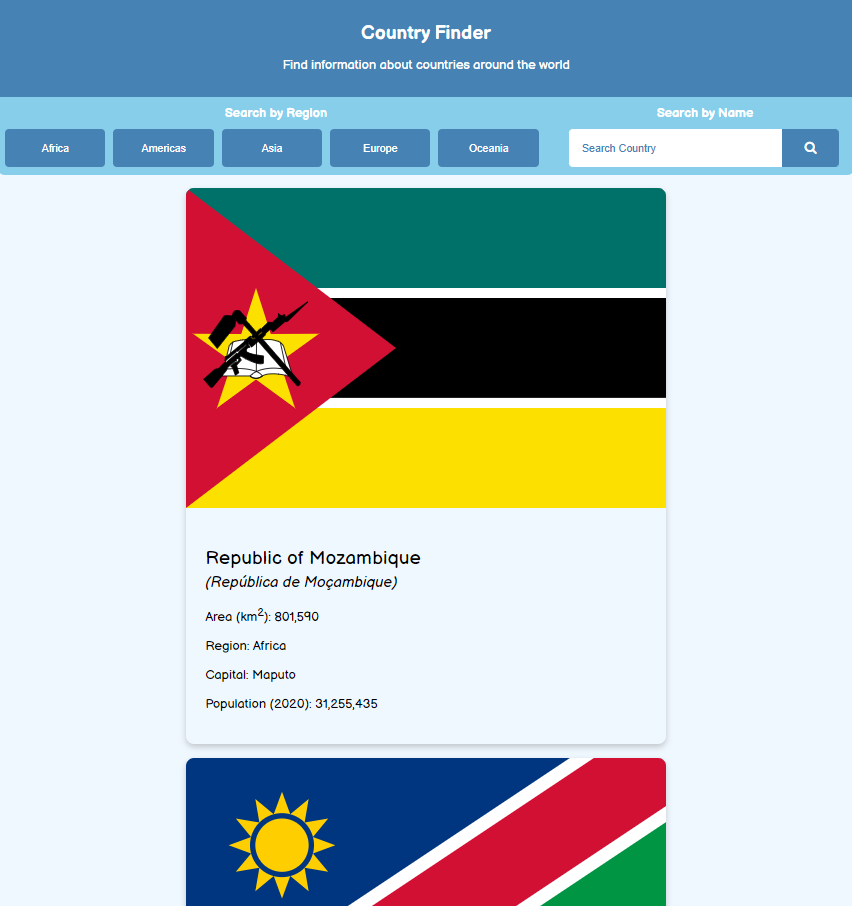 Country Finder
Find information about countries around the world
Search by Region
Search by Name
Africa
Americas
Asia
Europe
Oceania
Search Country
Republic of Mozambique
(República de Moçambique)
Area (km²): 801,590
Region: Africa
Capital: Maputo
Population (2020): 31,255,435